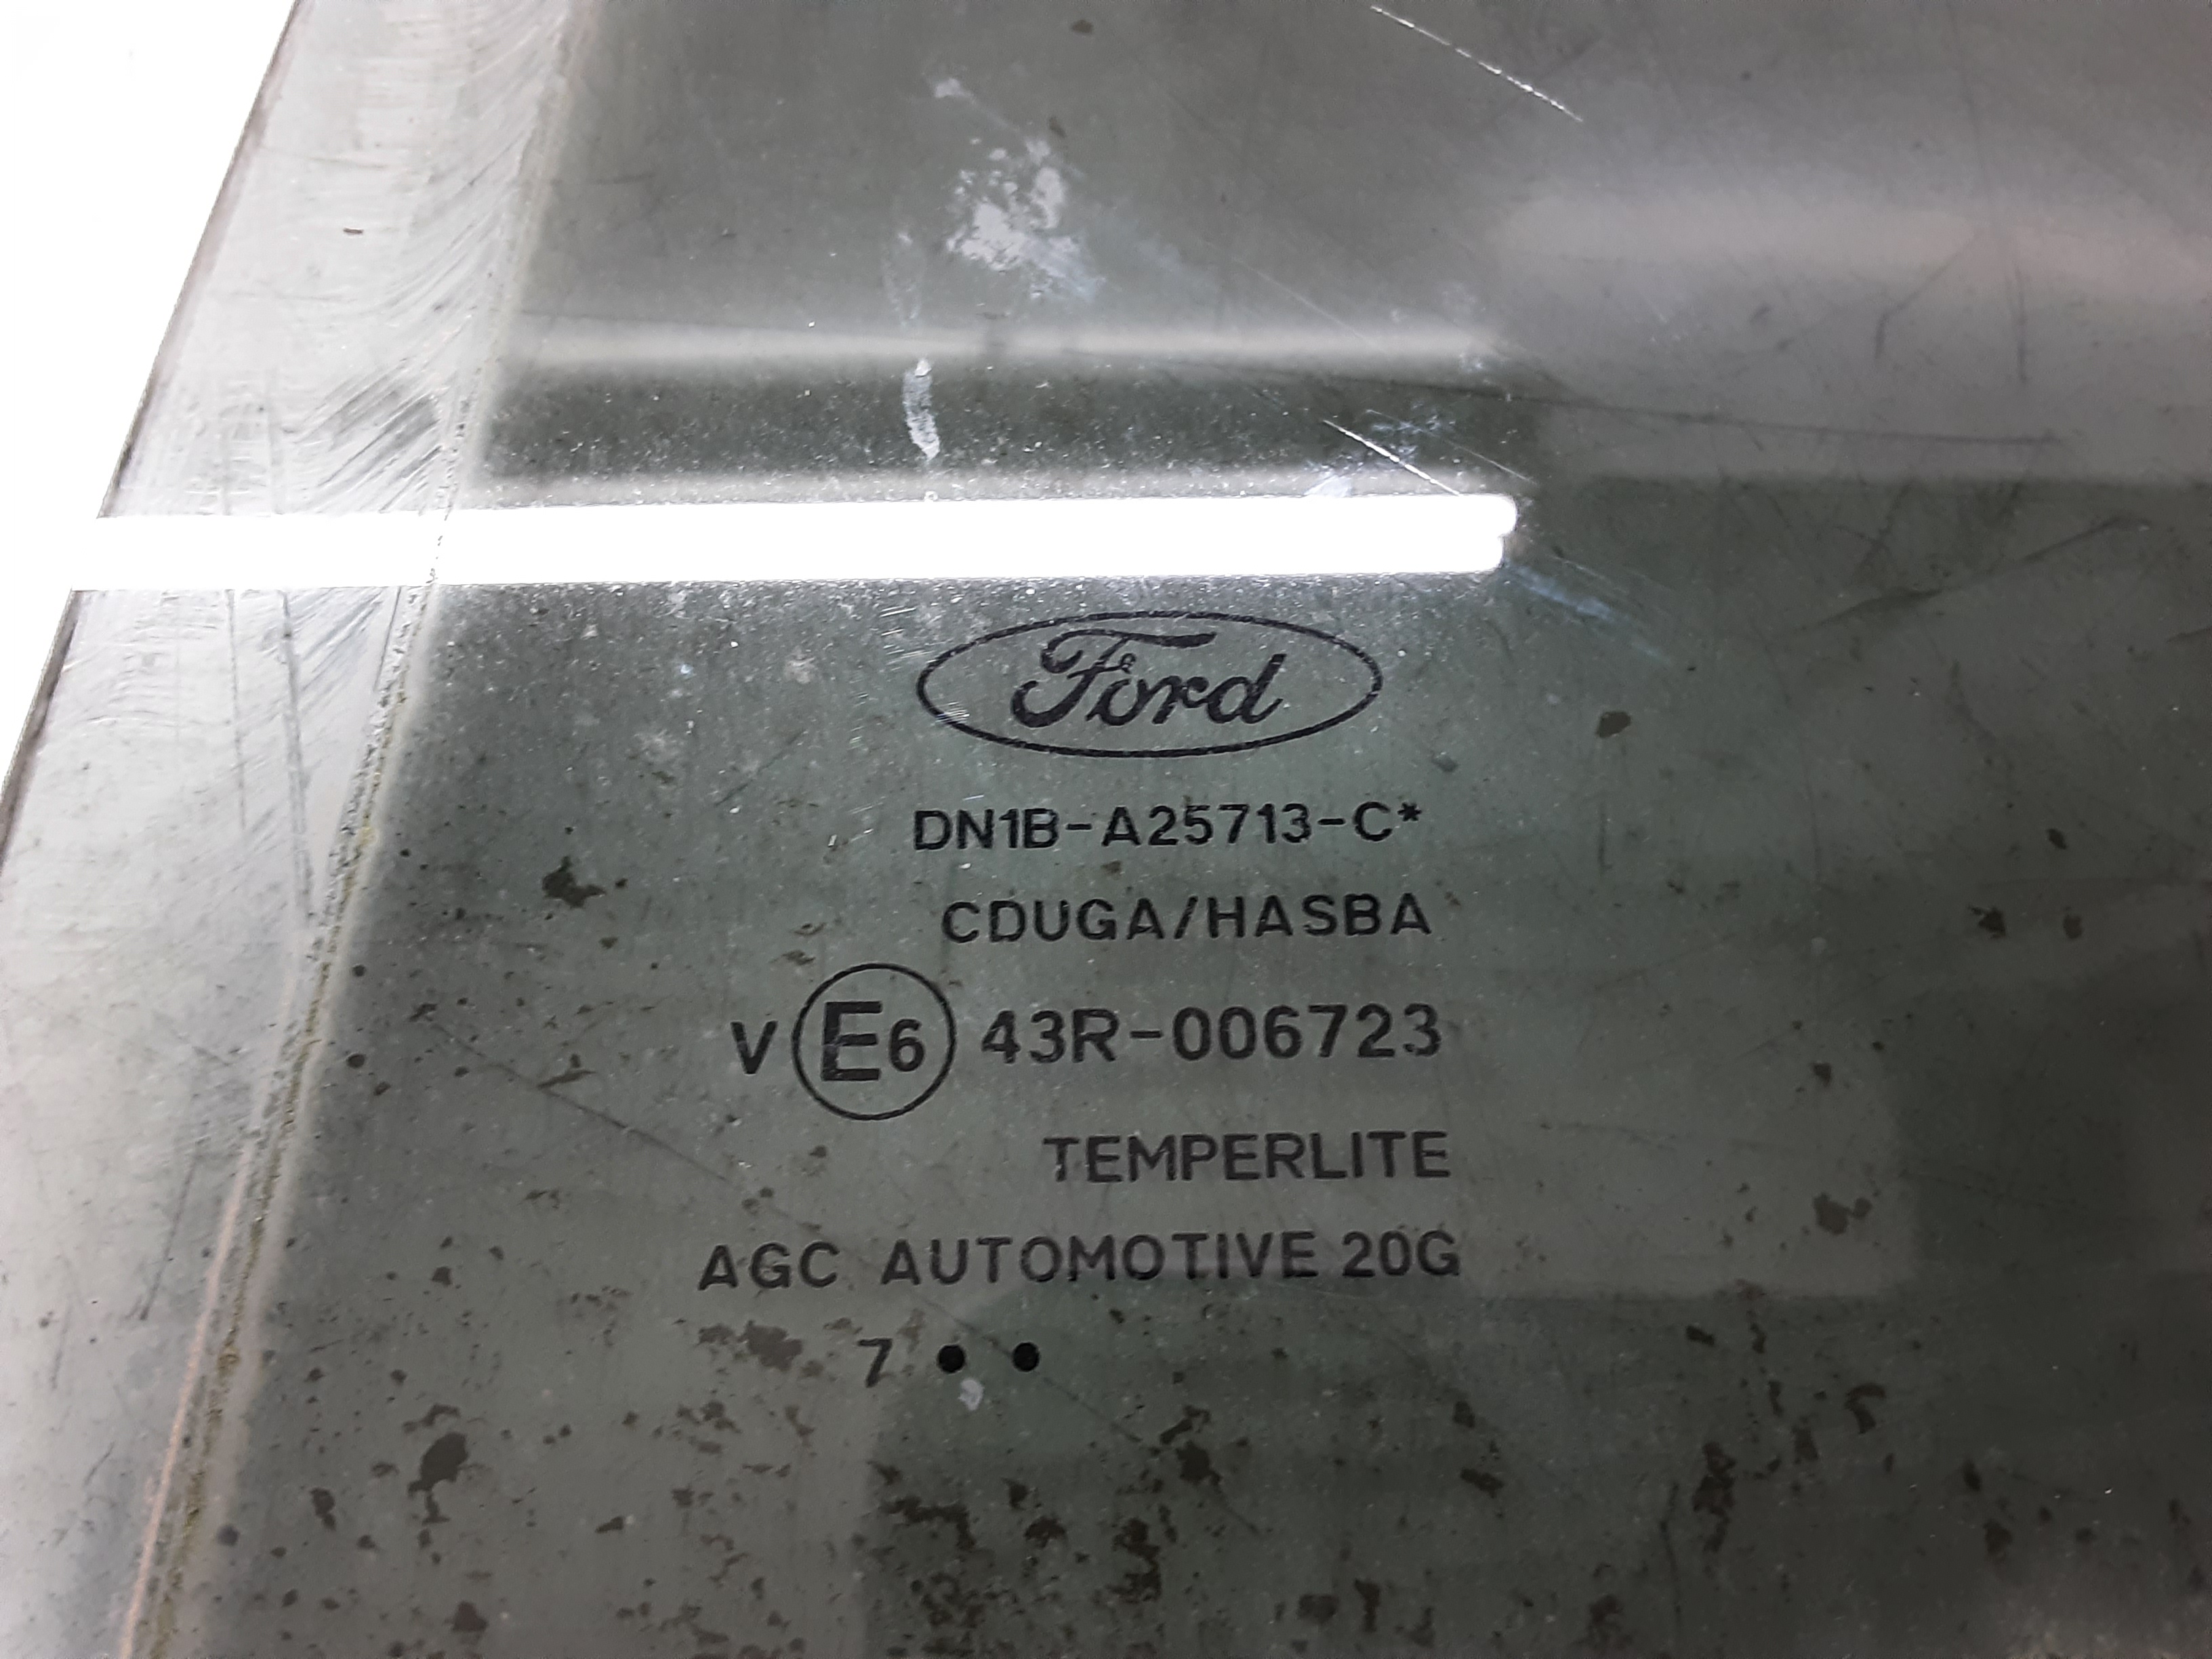 Ford
DN1B-A25713-C*
CDUGA/HASBA
V E6 43R-006723
TEMPERLITE
AGC AUTOMOTIVE 20G
7 ● ●